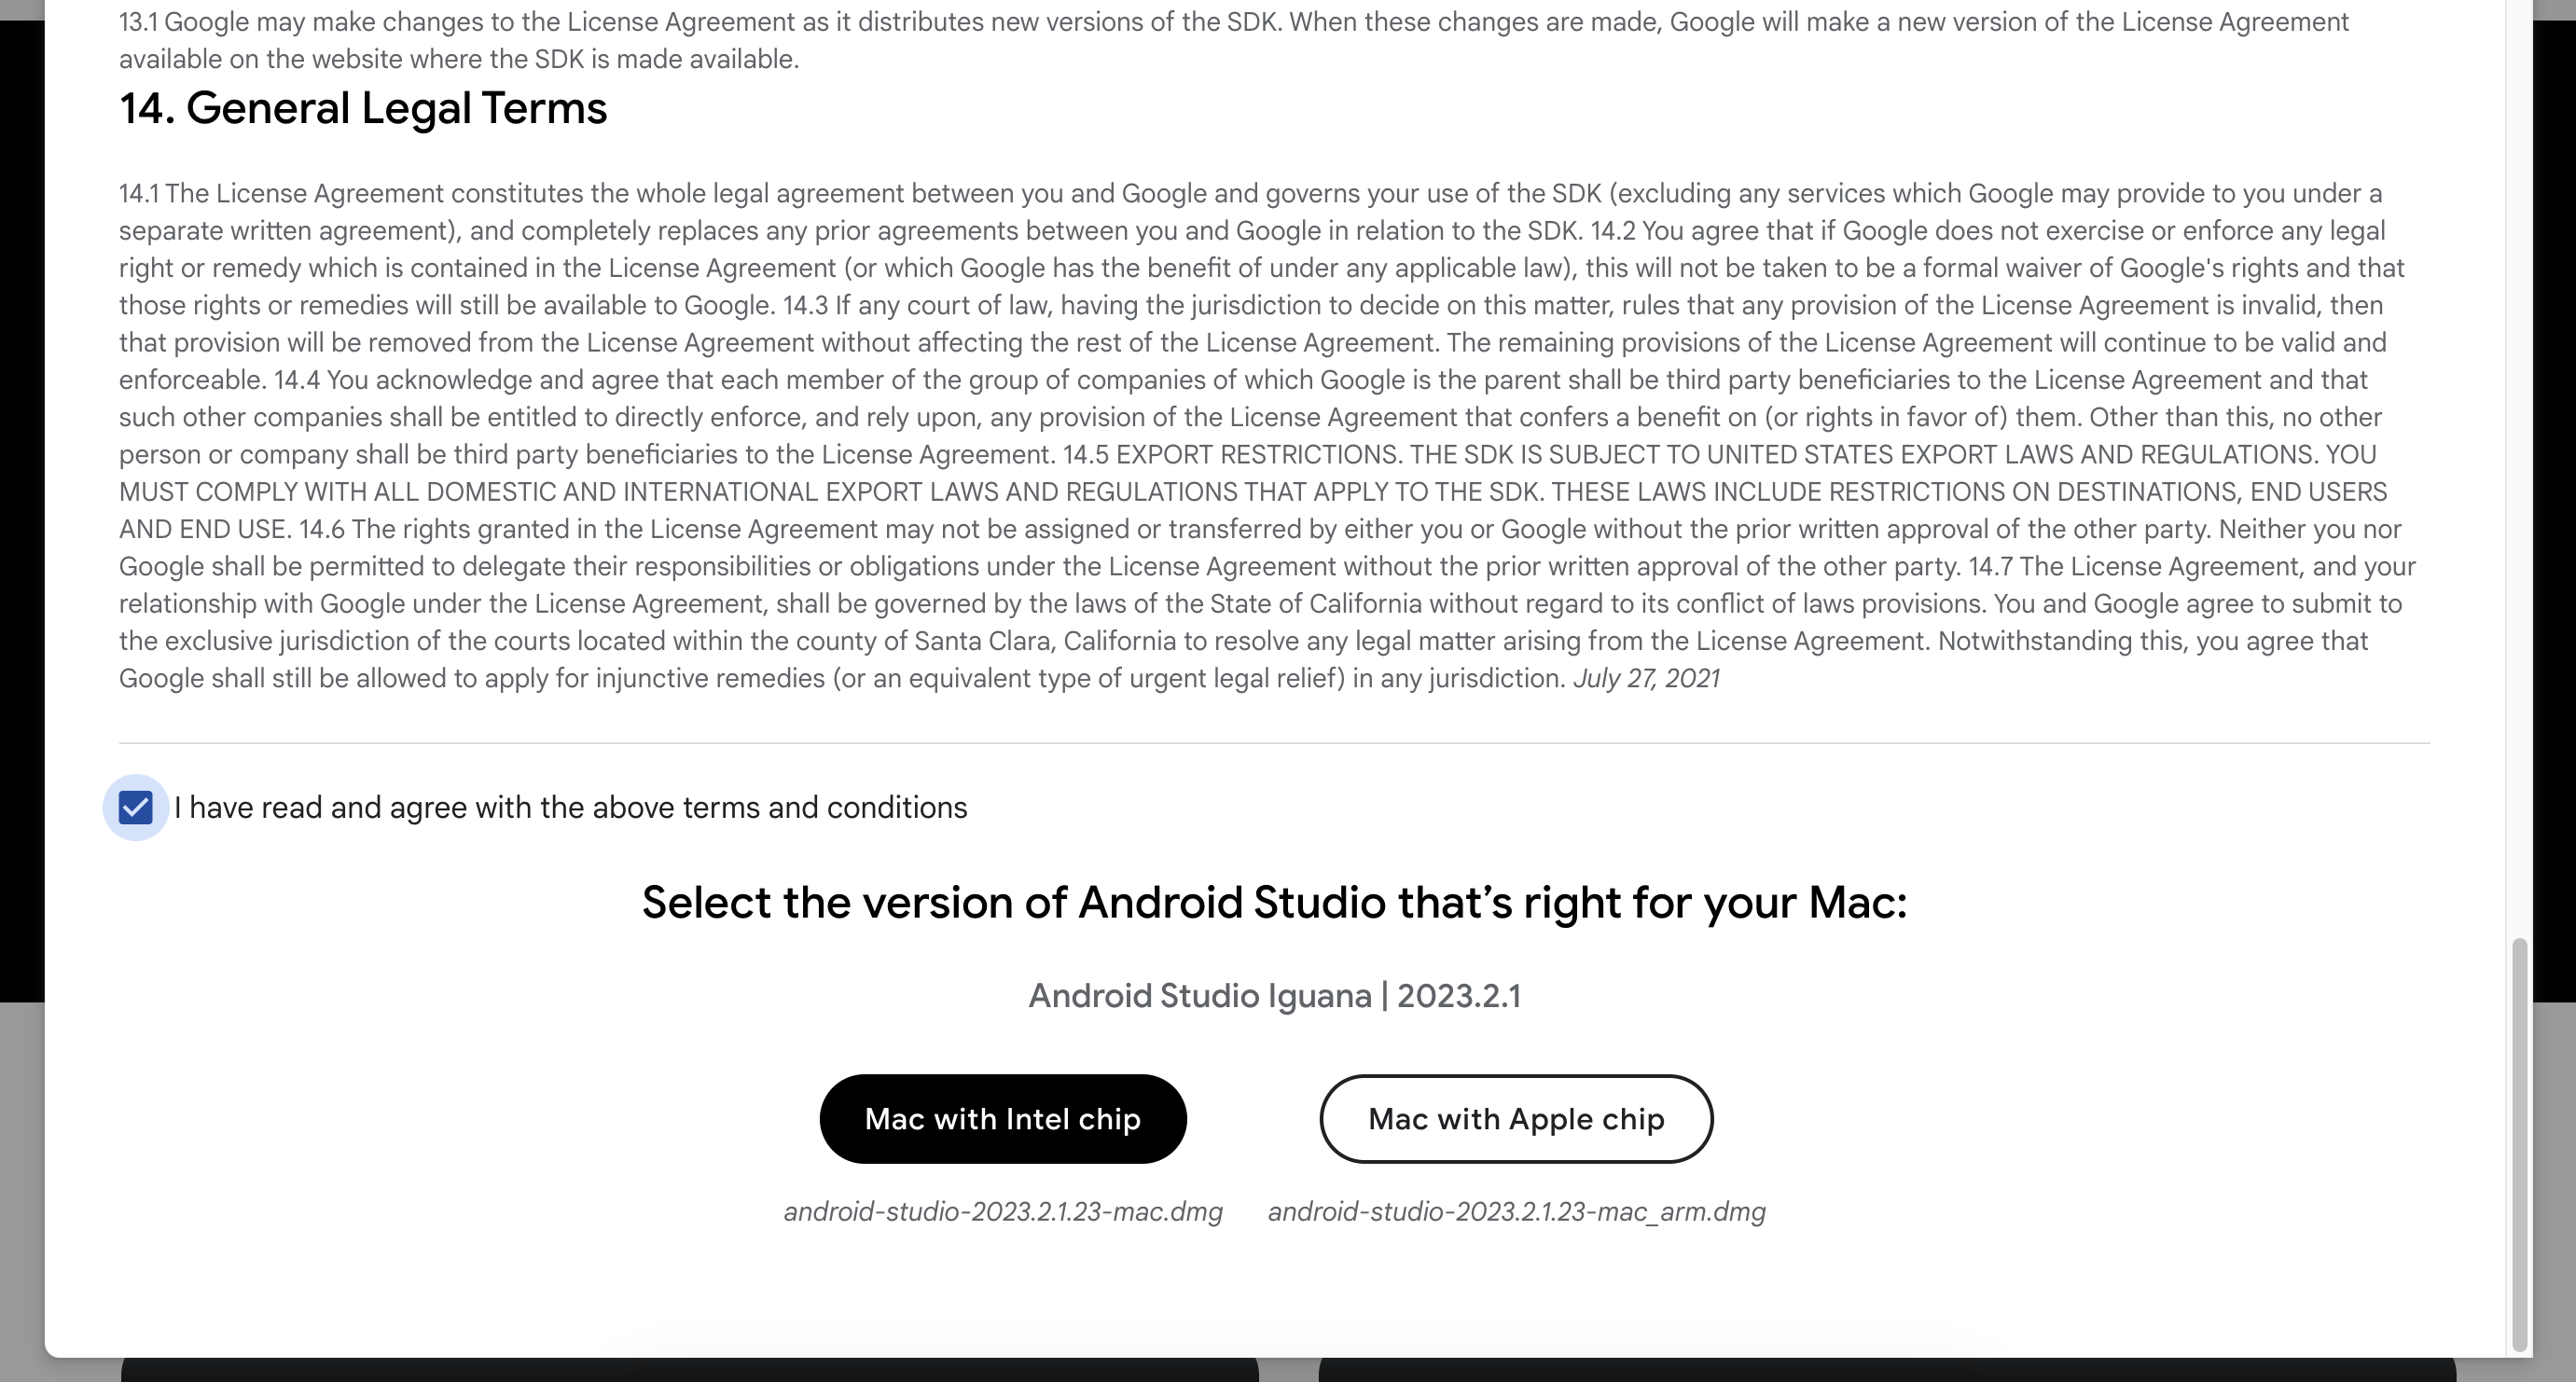 13.1 Google may make changes to the License Agreement as it distributes new versions of the SDK. When these changes are made, Google will make a new version of the License Agreement
available on the website where the SDK is made available.
14. General Legal Terms
14.1 The License Agreement constitutes the whole legal agreement between you and Google and governs your use of the SDK (excluding any services which Google may provide to you under a
separate written agreement), and completely replaces any prior agreements between you and Google in relation to the SDK. 14.2 You agree that if Google does not exercise or enforce any legal
right or remedy which is contained in the License Agreement (or which Google has the benefit of under any applicable law), this will not be taken to be a formal waiver of Google's rights and that
those rights or remedies will still be available to Google. 14.3 If any court of law, having the jurisdiction to decide on this matter, rules that any provision of the License Agreement is invalid, then
that provision will be removed from the License Agreement without affecting the rest of the License Agreement. The remaining provisions of the License Agreement will continue to be valid and
enforceable. 14.4 You acknowledge and agree that each member of the group of companies of which Google is the parent shall be third party beneficiaries to the License Agreement and that
such other companies shall be entitled to directly enforce, and rely upon, any provision of the License Agreement that confers a benefit on (or rights in favor of) them. Other than this, no other
person or company shall be third party beneficiaries to the License Agreement. 14.5 EXPORT RESTRICTIONS. THE SDK IS SUBJECT TO UNITED STATES EXPORT LAWS AND REGULATIONS. YOU
MUST COMPLY WITH ALL DOMESTIC AND INTERNATIONAL EXPORT LAWS AND REGULATIONS THAT APPLY TO THE SDK. THESE LAWS INCLUDE RESTRICTIONS ON DESTINATIONS, END USERS
AND END USE. 14.6 The rights granted in the License Agreement may not be assigned or transferred by either you or Google without the prior written approval of the other party. Neither you nor
Google shall be permitted to delegate their responsibilities or obligations under the License Agreement without the prior written approval of the other party. 14.7 The License Agreement, and your
relationship with Google under the License Agreement, shall be governed by the laws of the State of California without regard to its conflict of laws provisions. You and Google agree to submit to
the exclusive jurisdiction of the courts located within the county of Santa Clara, California to resolve any legal matter arising from the License Agreement. Notwithstanding this, you agree that
Google shall still be allowed to apply for injunctive remedies (or an equivalent type of urgent legal relief) in any jurisdiction. July 27, 2021
I have read and agree with the above terms and conditions
Select the version of Android Studio that’s right for your Mac:
Android Studio Iguana | 2023.2.1
Mac with Intel chip
Mac with Apple chip
android-studio-2023.2.1.23-mac.dmg
android-studio-2023.2.1.23-mac_arm.dmg